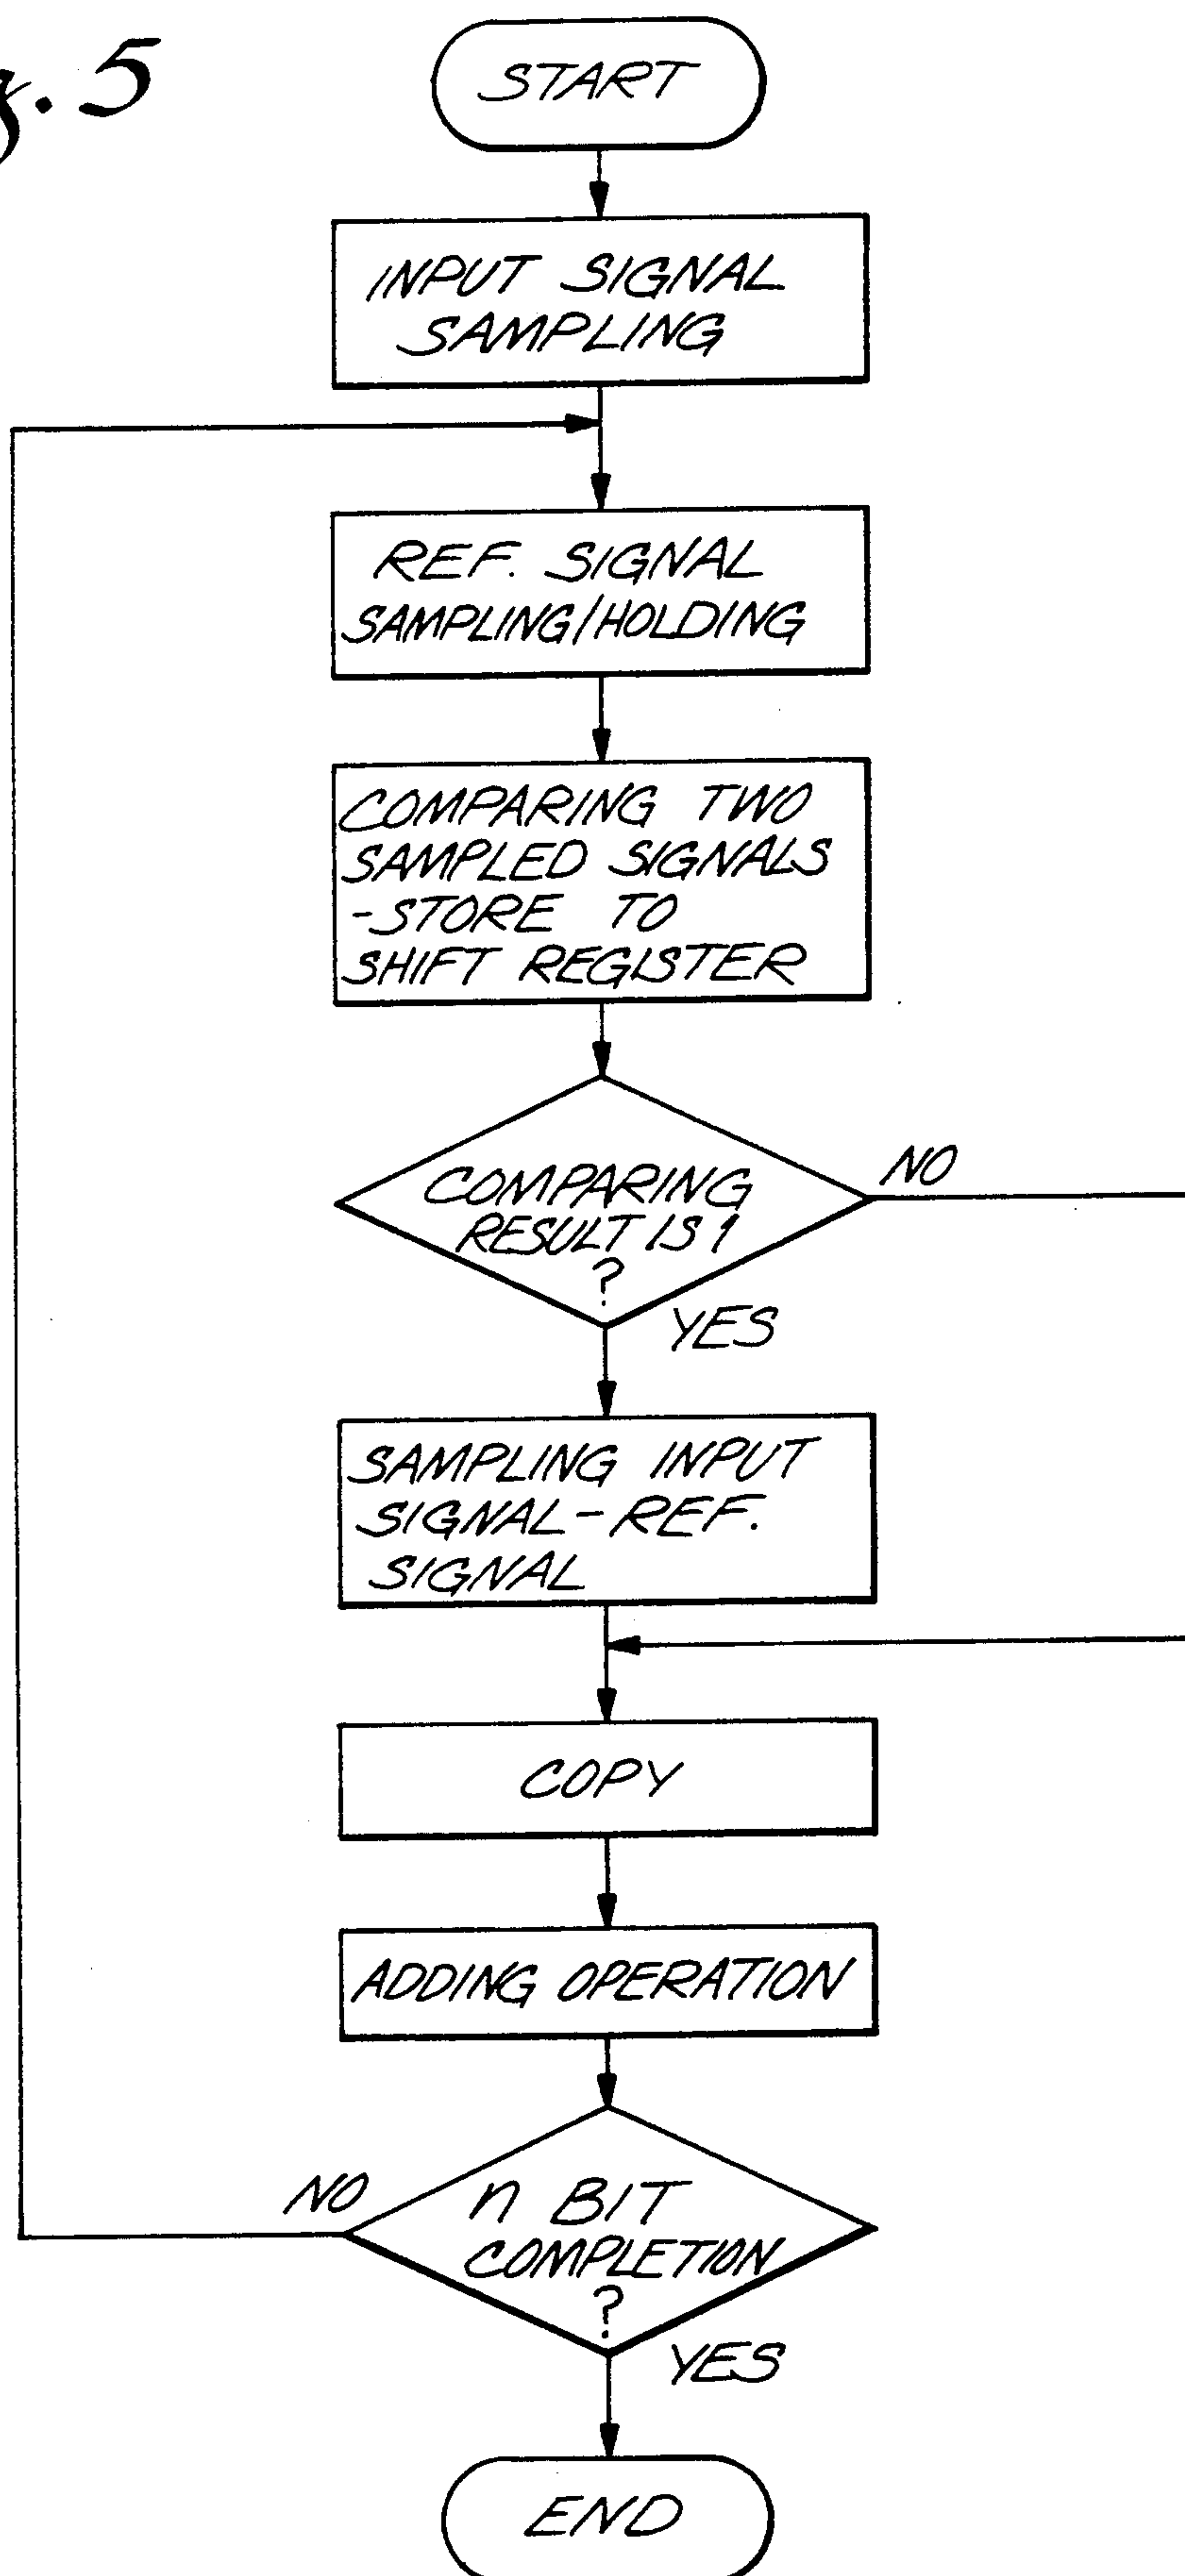 . 5
START
INPUT SIGNAL
SAMPLING
REF. SIGNAL
SAMPLING/HOLDING
COMPARING TWO
SAMPLED SIGNALS
-STORE TO
SHIFT REGISTER
COMPARING
RESULT IS 1
?
NO
YES
SAMPLING INPUT
SIGNAL-REF.
SIGNAL
COPY
ADDING OPERATION
n BIT
COMPLETION
?
NO
YES
END